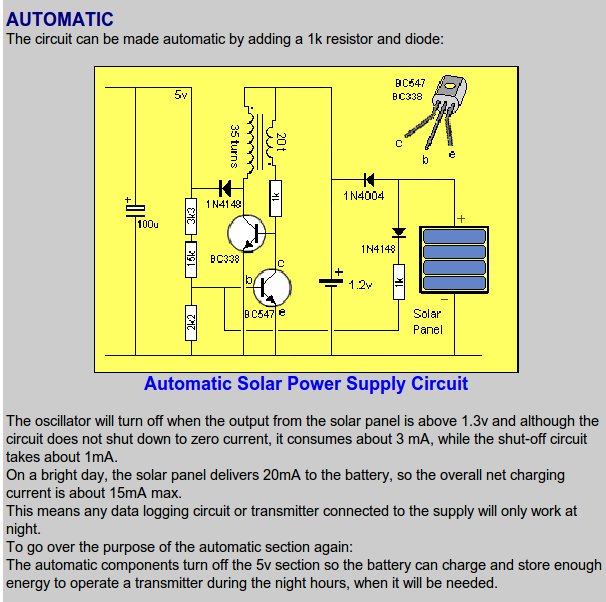 AUTOMATIC
The circuit can be made automatic by adding a 1k resistor and diode:
5v
BC547
BC338
c
b
e
35 turns
20t
1N4148
1k
1N4004
+
100u
3k3
15k
BC338
c
b
BC547
e
+
1.2v
1N4148
1k
+
-
Solar
Panel
2k2
Automatic Solar Power Supply Circuit
The oscillator will turn off when the output from the solar panel is above 1.3v and although the
circuit does not shut down to zero current, it consumes about 3 mA, while the shut-off circuit
takes about 1mA.
On a bright day, the solar panel delivers 20mA to the battery, so the overall net charging
current is about 15mA max.
This means any data logging circuit or transmitter connected to the supply will only work at
night.
To go over the purpose of the automatic section again:
The automatic components turn off the 5v section so the battery can charge and store enough
energy to operate a transmitter during the night hours, when it will be needed.